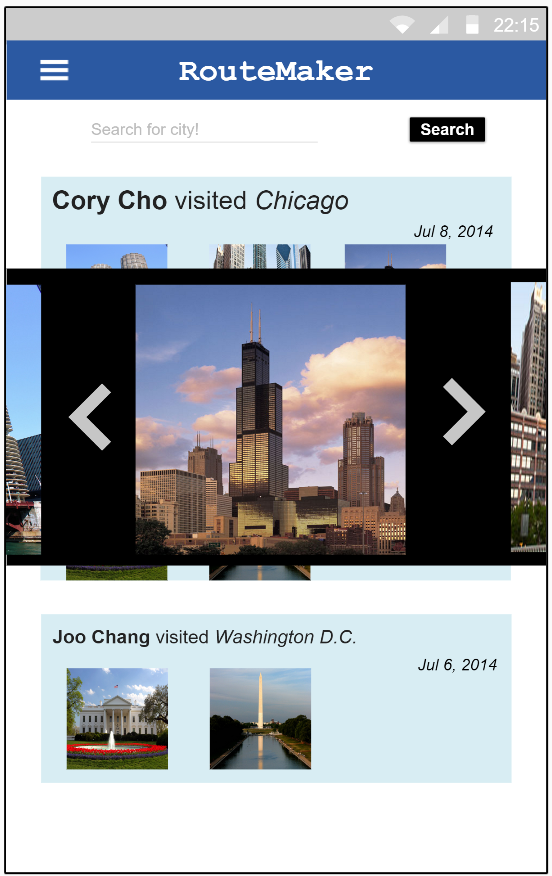 22:15
RouteMaker
Search for city!
Search
Cory Cho visited Chicago
Jul 8, 2014
Joo Chang visited Washington D.C.
Jul 6, 2014